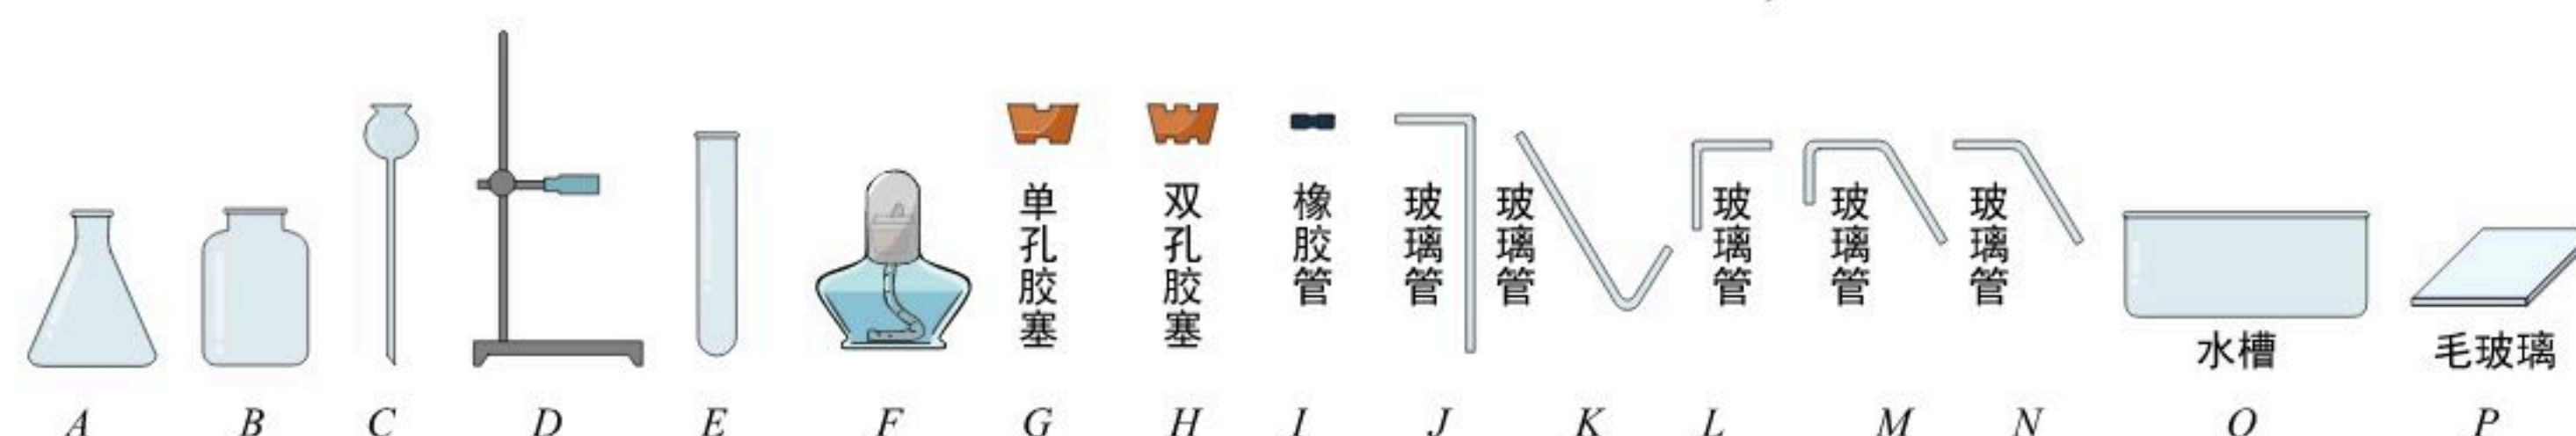 单孔胶塞
双孔胶塞
橡胶管
玻璃管
玻璃管
玻璃管
玻璃管
玻璃管
水槽
毛玻璃
A B C D E F G H I J K L M N O P